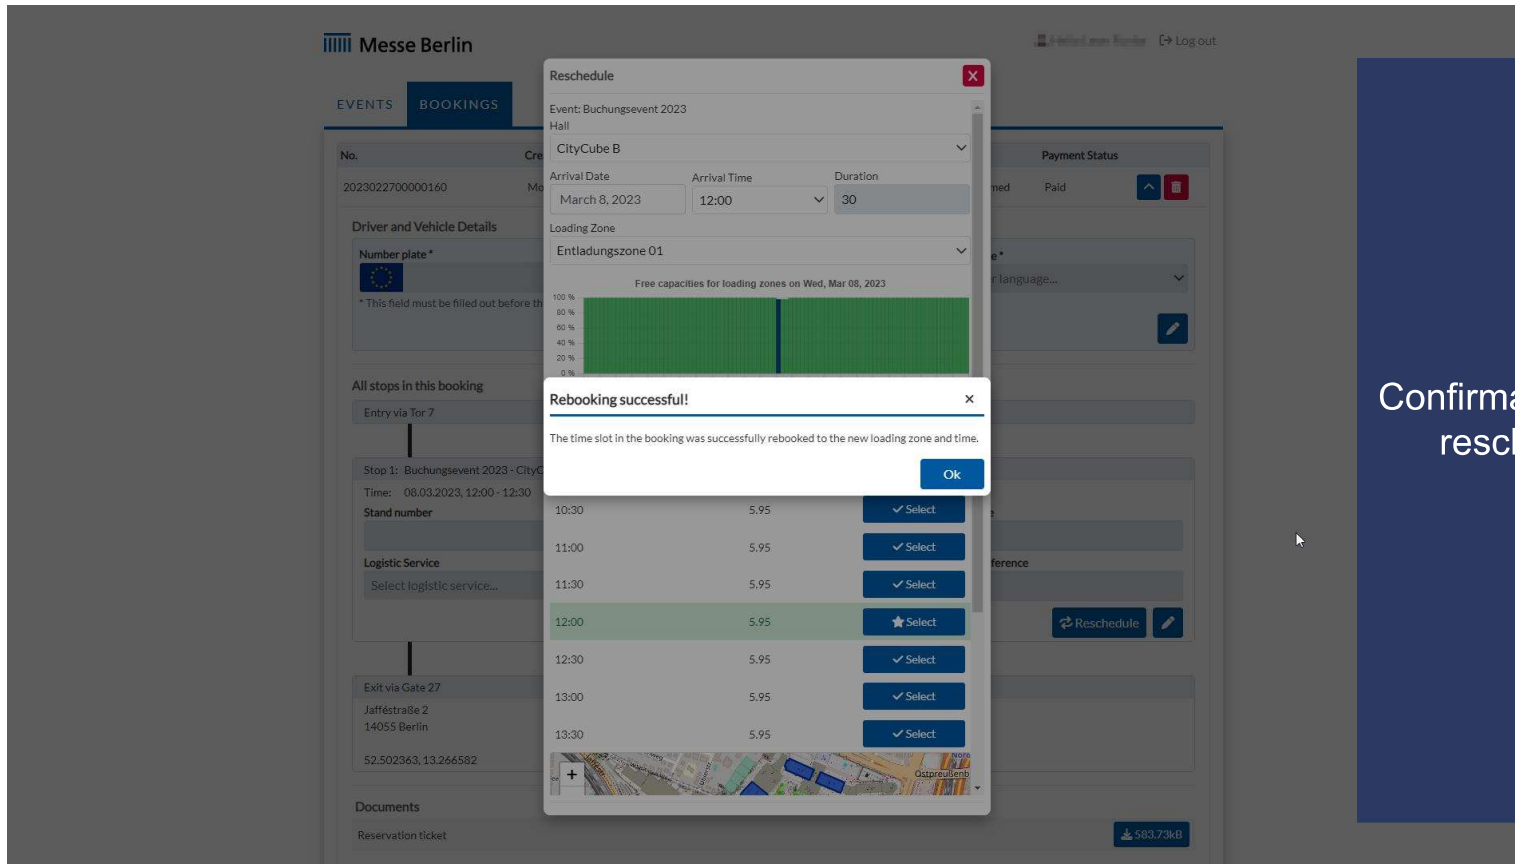 Messe Berlin
Log out
EVENTS BOOKINGS
No. Cre Payment Status
2023022700000160 Mo med Paid
Driver and Vehicle Details
Number plate * e *
r language...
* This field must be filled out before th
All stops in this booking
Entry via Tor 7
Stop 1: Buchungsevent 2023 - CityC
Time: 08.03.2023, 12:00 - 12:30
Stand number e
Logistic Service ference
Select logistic service...
Reschedule
Exit via Gate 27
Jafféstraße 2
14055 Berlin
52.502363, 13.266582
Documents
Reservation ticket 583.73kB
Reschedule X
Event: Buchungsevent 2023
Hall
CityCube B
Arrival Date Arrival Time Duration
March 8, 2023 12:00 30
Loading Zone
Entladungszone 01
Free capacities for loading zones on Wed, Mar 08, 2023
100 %
80 %
60 %
40 %
20 %
0 %
Rebooking successful! ×
The time slot in the booking was successfully rebooked to the new loading zone and time.
Ok
10:30 5.95 Select
11:00 5.95 Select
11:30 5.95 Select
12:00 5.95 Select
12:30 5.95 Select
13:00 5.95 Select
13:30 5.95 Select
+
Nord
Ostpreußenb
Confirma
resch